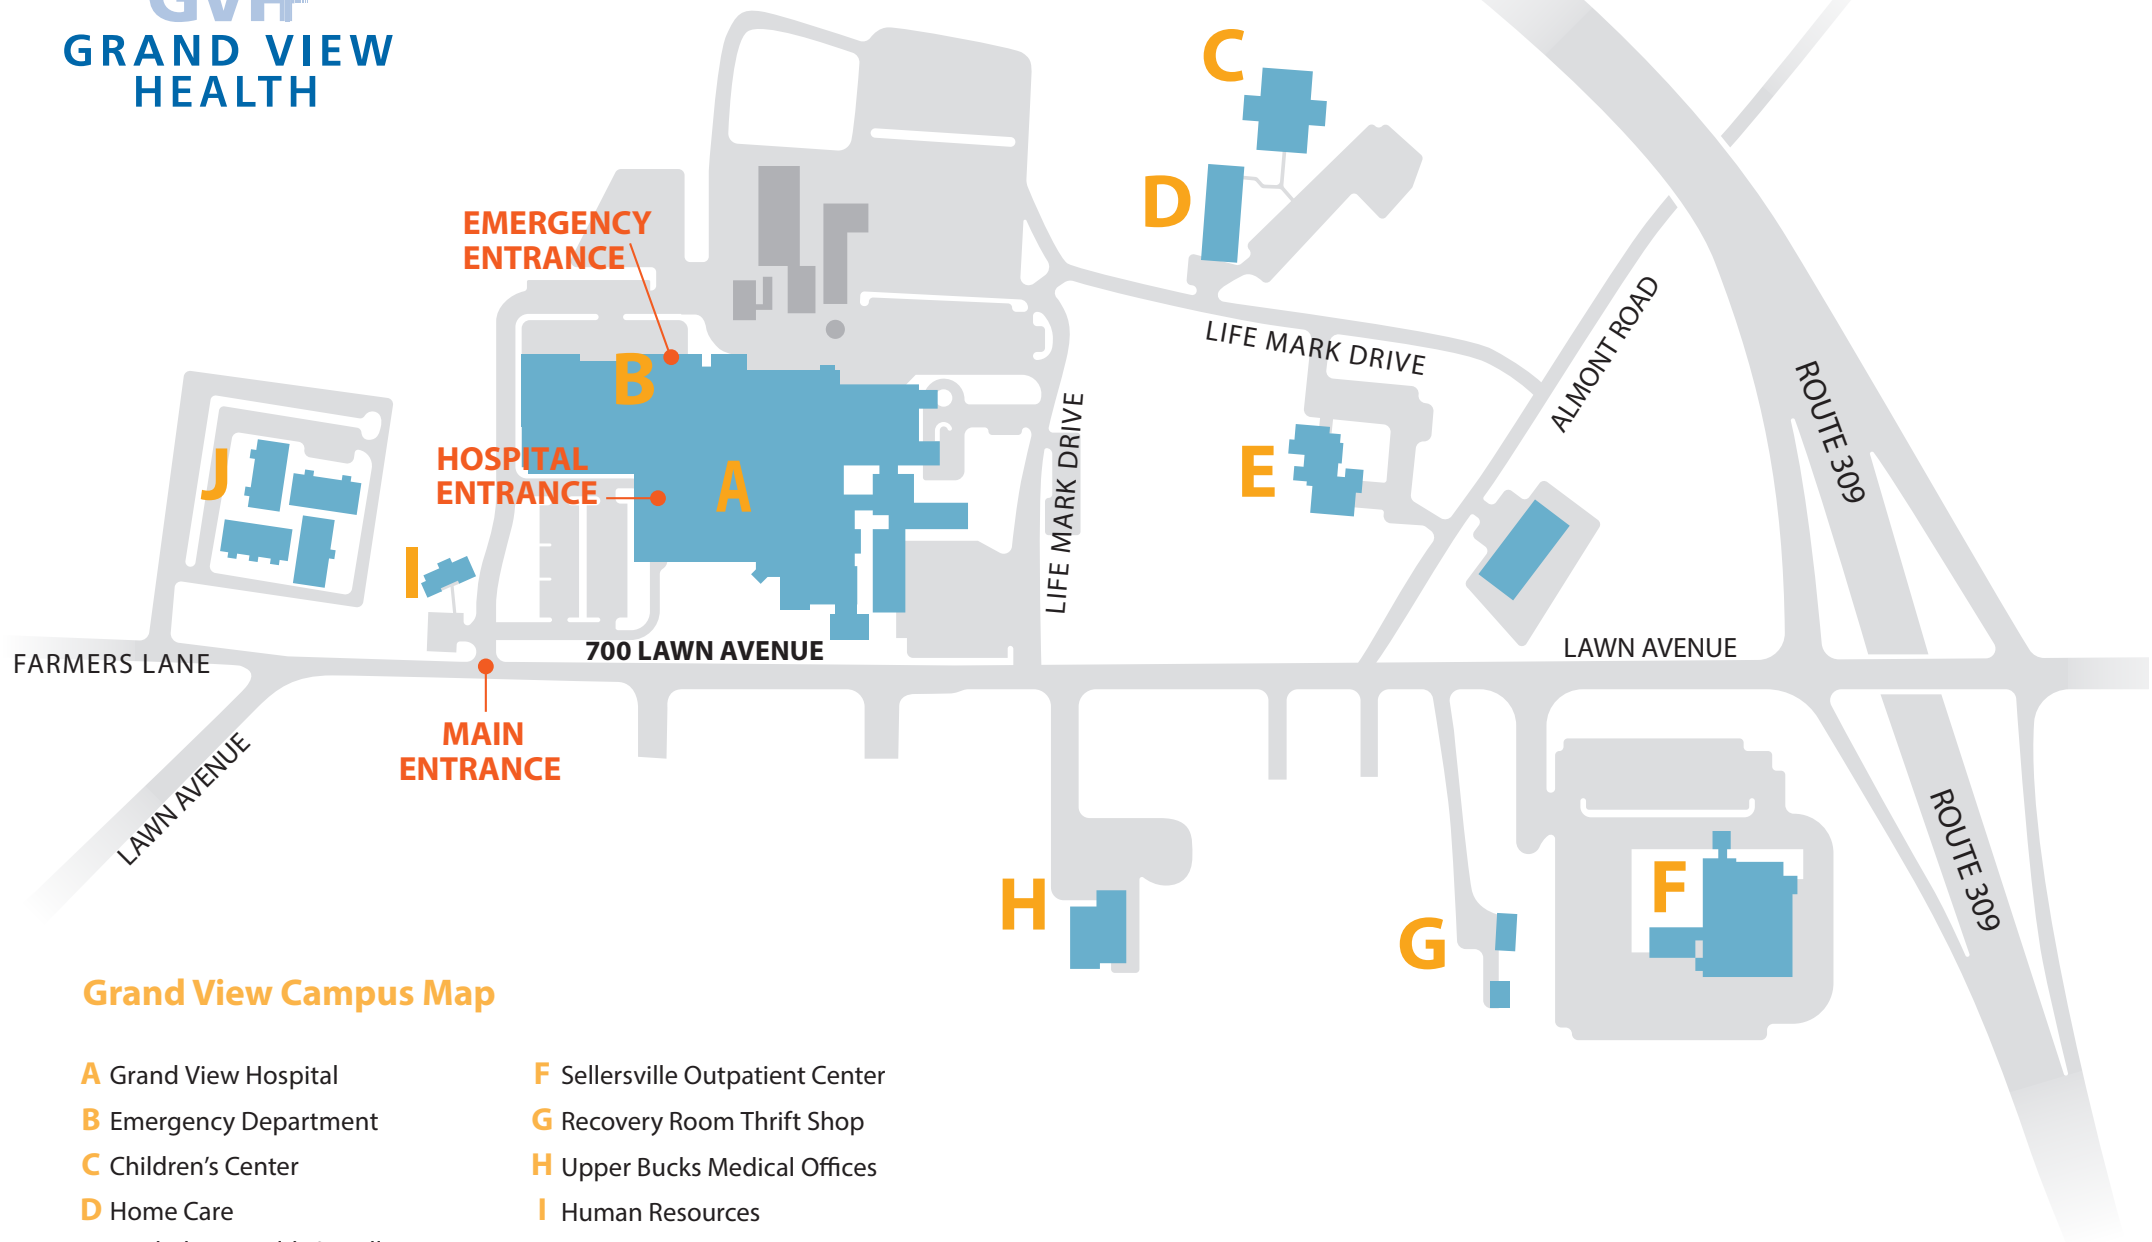 GVH
GRAND VIEW
HEALTH
C
D
EMERGENCY
ENTRANCE
LIFE MARK DRIVE
ALMONT ROAD
ROUTE 309
B
J
HOSPITAL
ENTRANCE
A
LIFE MARK DRIVE
E
I
700 LAWN AVENUE
LAWN AVENUE
FARMERS LANE
MAIN
ENTRANCE
LAWN AVENUE
ROUTE 309
H
G
F
Grand View Campus Map
A Grand View Hospital
B Emergency Department
C Children's Center
D Home Care
F Sellersville Outpatient Center
G Recovery Room Thrift Shop
H Upper Bucks Medical Offices
I Human Resources